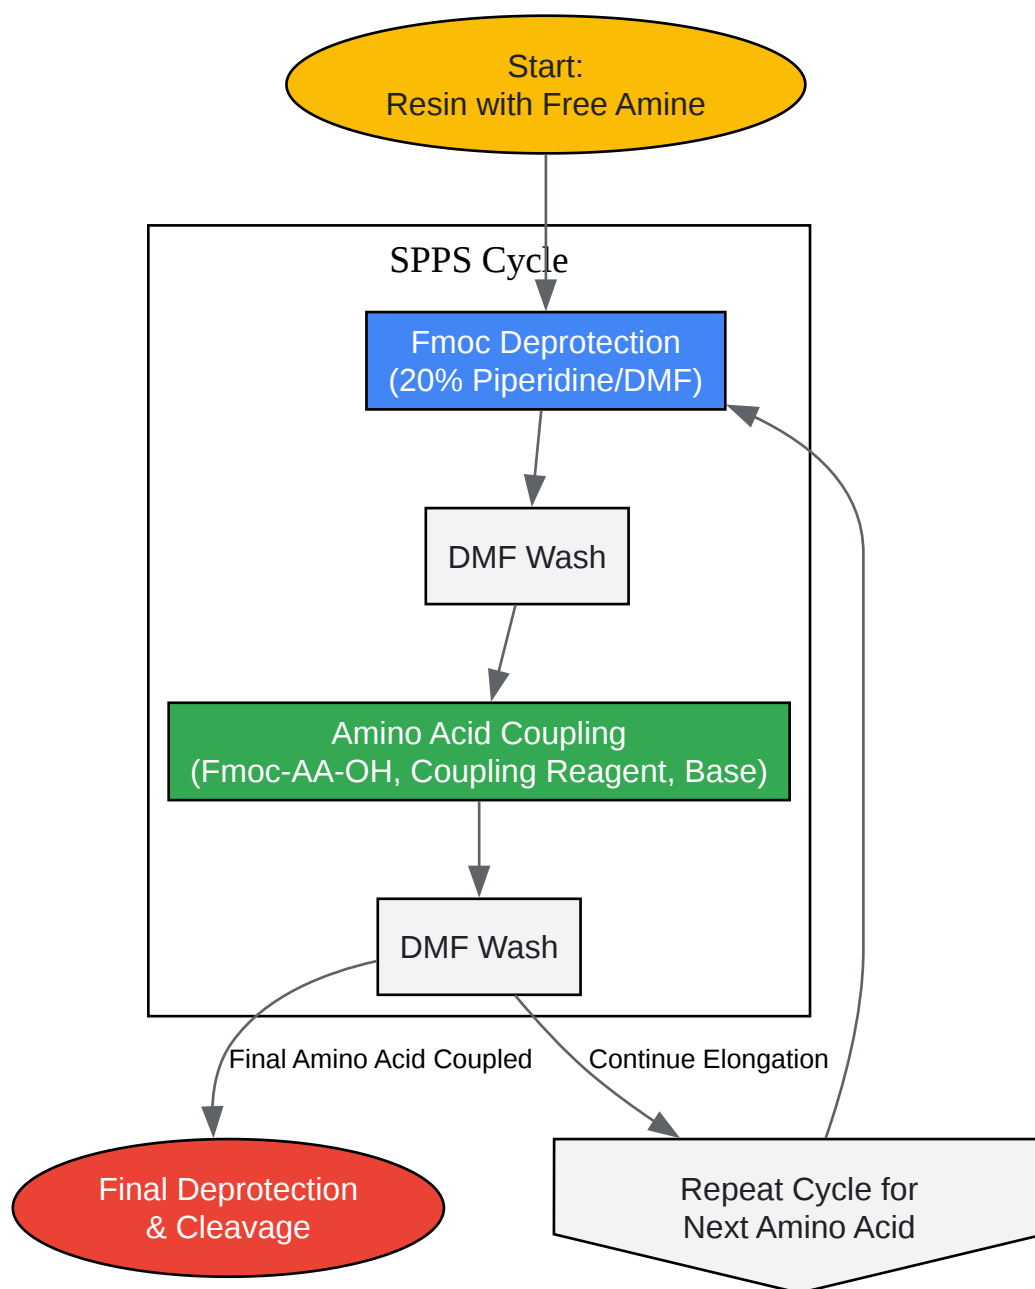 Start:
Resin with Free Amine
SPPS Cycle
Fmoc Deprotection
(20% Piperidine/DMF)
DMF Wash
Amino Acid Coupling
(Fmoc-AA-OH, Coupling Reagent, Base)
DMF Wash
Final Amino Acid Coupled
Continue Elongation
Final Deprotection
& Cleavage
Repeat Cycle for
Next Amino Acid